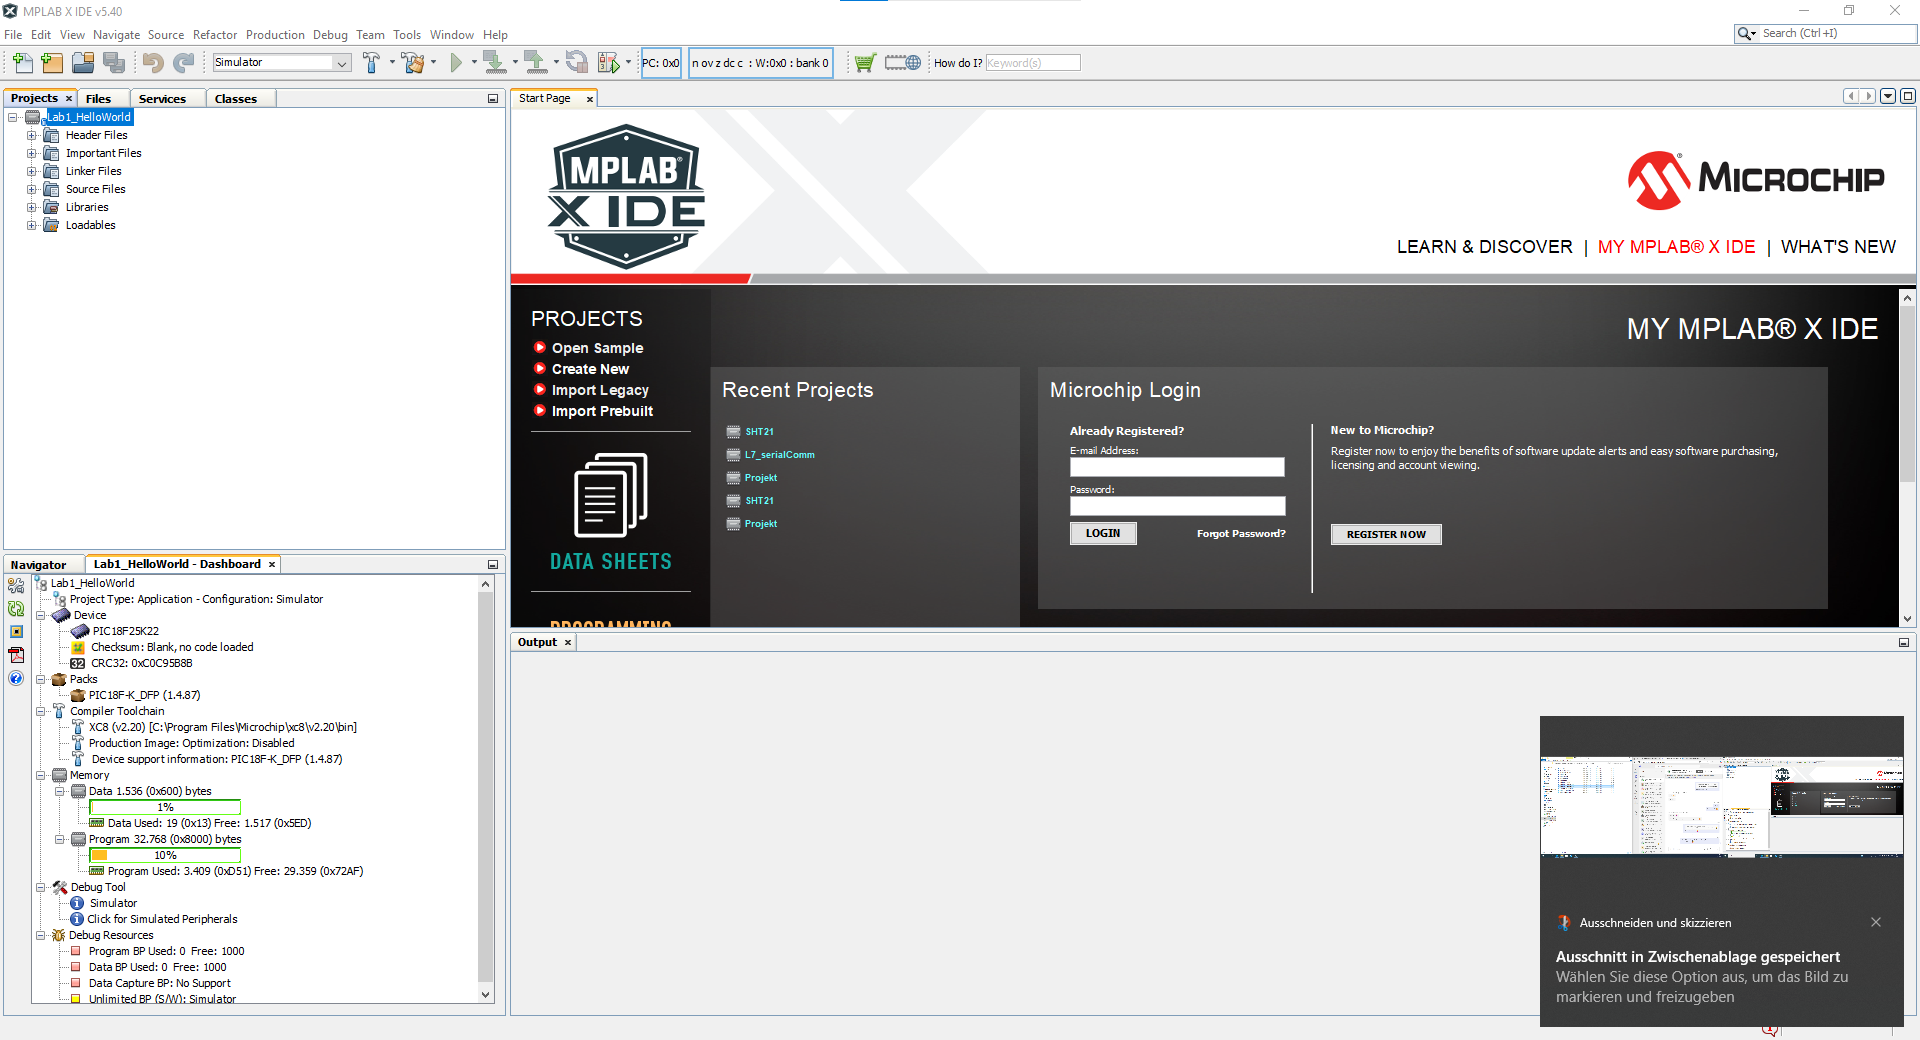 MPLAB X IDE v5.40
File Edit View Navigate Source Refactor Production Debug Team Tools Window Help
Search (Ctrl+I)
Simulator
PC: 0x0
n ov z dc c : W:0x0 : bank 0
How do I? Keyword(s)
Projects Files Services Classes
Lab1_HelloWorld
Header Files
Important Files
Linker Files
Source Files
Libraries
Loadables
Start Page
MPLAB®
X IDE
MICROCHIP
LEARN & DISCOVER | MY MPLAB® X IDE | WHAT'S NEW
PROJECTS
Open Sample
Create New
Import Legacy
Import Prebuilt
DATA SHEETS
PROGRAMMING
MY MPLAB® X IDE
Recent Projects
SHT21
L7_serialComm
Projekt
SHT21
Projekt
Microchip Login
Already Registered?
E-mail Address:
Password:
LOGIN
Forgot Password?
New to Microchip?
Register now to enjoy the benefits of software update alerts and easy software purchasing,
licensing and account viewing.
REGISTER NOW
Navigator Lab1_HelloWorld - Dashboard
Lab1_HelloWorld
Project Type: Application - Configuration: Simulator
Device
PIC18F25K22
Checksum: Blank, no code loaded
32 CRC32: 0xC0C95B8B
Packs
PIC18F-K_DFP (1.4.87)
Compiler Toolchain
XC8 (v2.20) [C:\Program Files\Microchip\xc8\v2.20\bin]
Production Image: Optimization: Disabled
Device support information: PIC18F-K_DFP (1.4.87)
Memory
Data 1.536 (0x600) bytes
1%
Data Used: 19 (0x13) Free: 1.517 (0x5ED)
Program 32.768 (0x8000) bytes
10%
Program Used: 3.409 (0xD51) Free: 29.359 (0x72AF)
Debug Tool
Simulator
Click for Simulated Peripherals
Debug Resources
Program BP Used: 0 Free: 1000
Data BP Used: 0 Free: 1000
Data Capture BP: No Support
Unlimited BP (S/W): Simulator
Output
Ausschneiden und skizzieren
Ausschnitt in Zwischenablage gespeichert
Wählen Sie diese Option aus, um das Bild zu
markieren und freizugeben